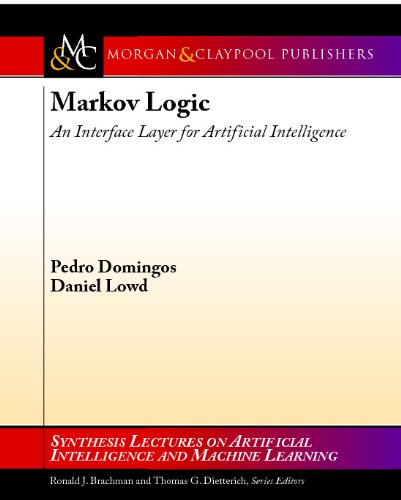 M
&C
MORGAN & CLAYPOOL PUBLISHERS
Markov Logic
An Interface Layer for Artificial Intelligence
Pedro Domingos
Daniel Lowd
SYNTHESIS LECTURES ON ARTIFICIAL
INTELLIGENCE AND MACHINE LEARNING
Ronald J. Brachman and Thomas G. Dietterich, Series Editors